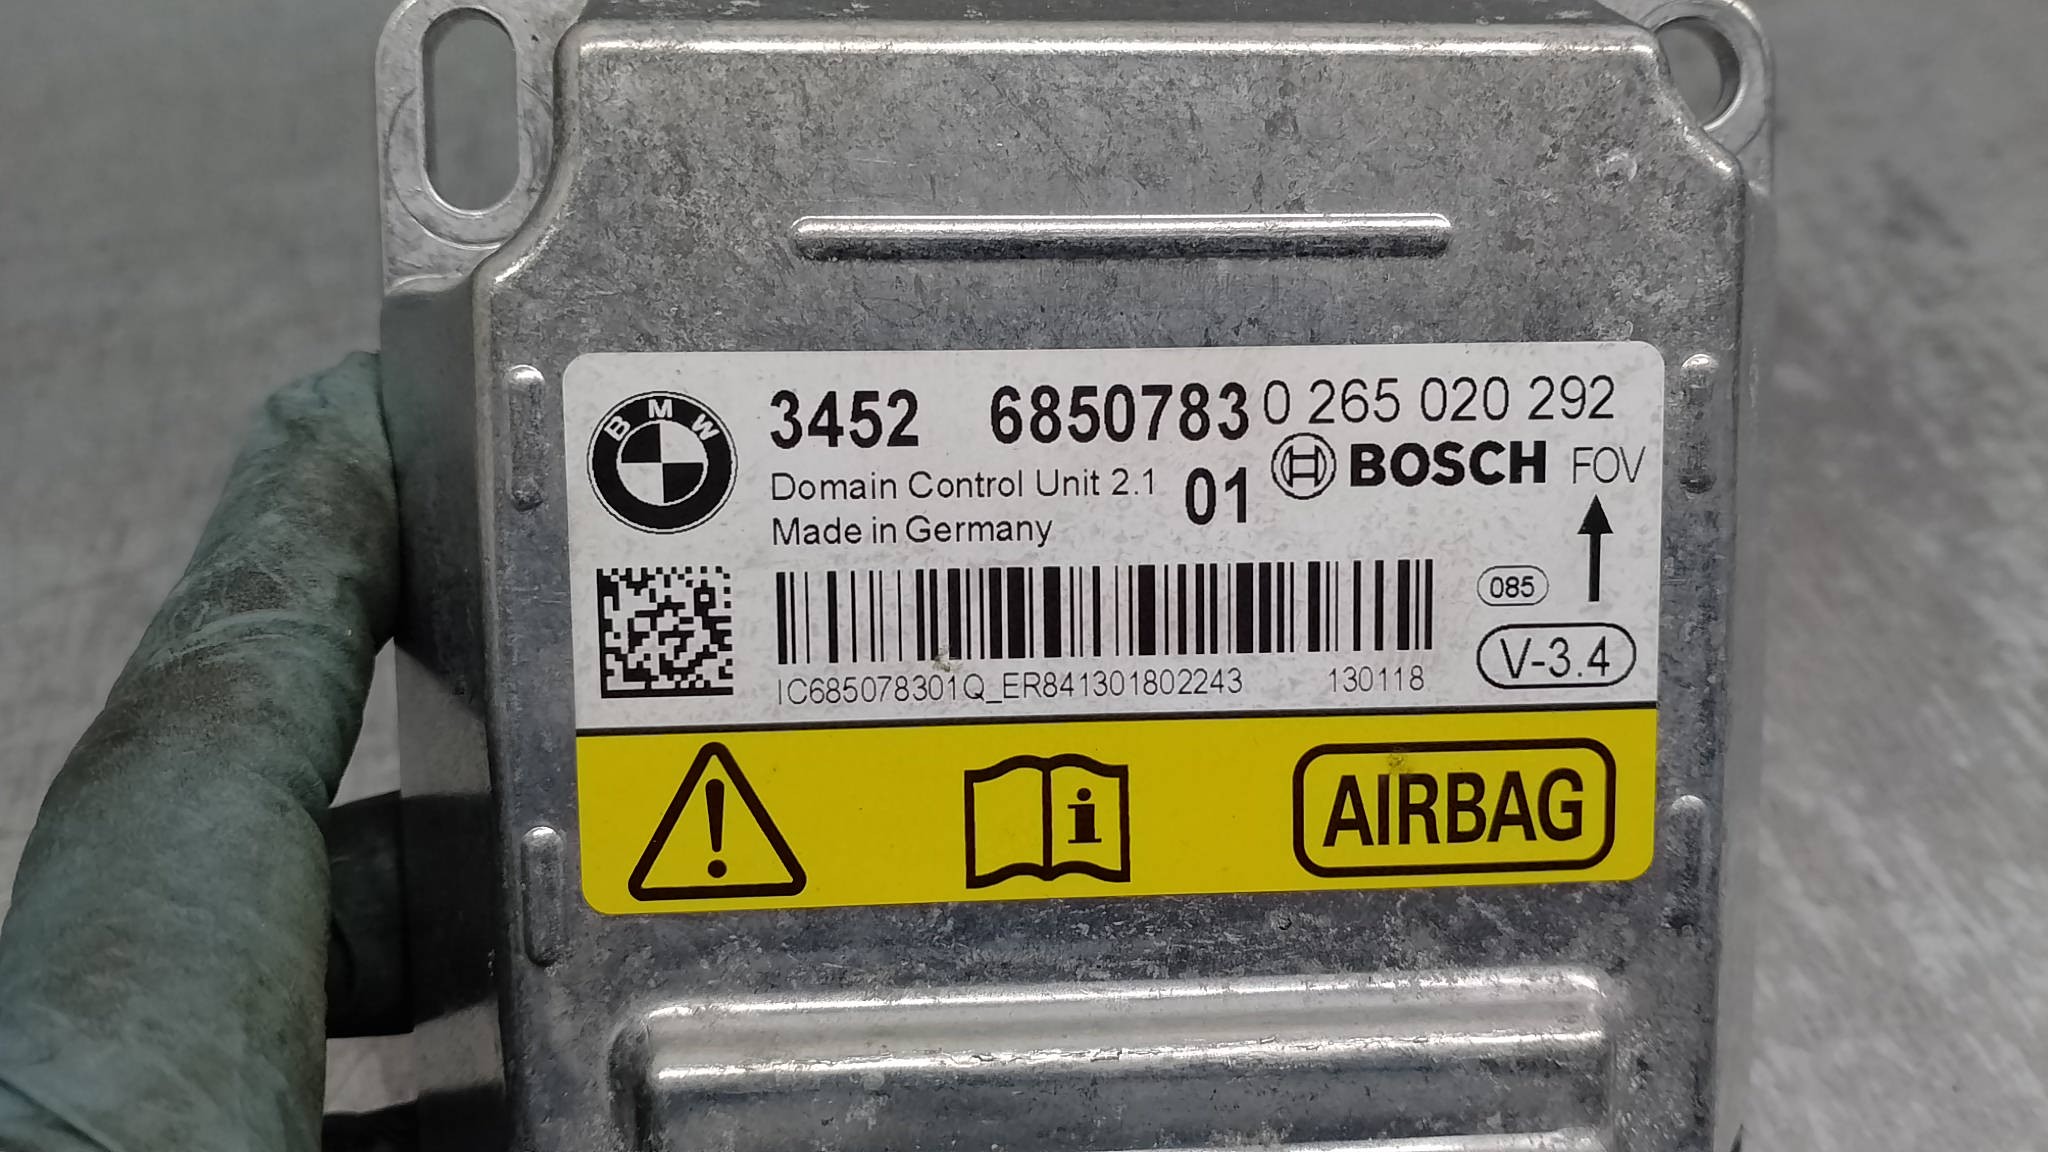 BMW
3452 6850783 0 265 020 292
Domain Control Unit 2.1 01 BOSCH FOV
Made in Germany
085
V-3.4
IC685078301Q_ER841301802243 130118
AIRBAG